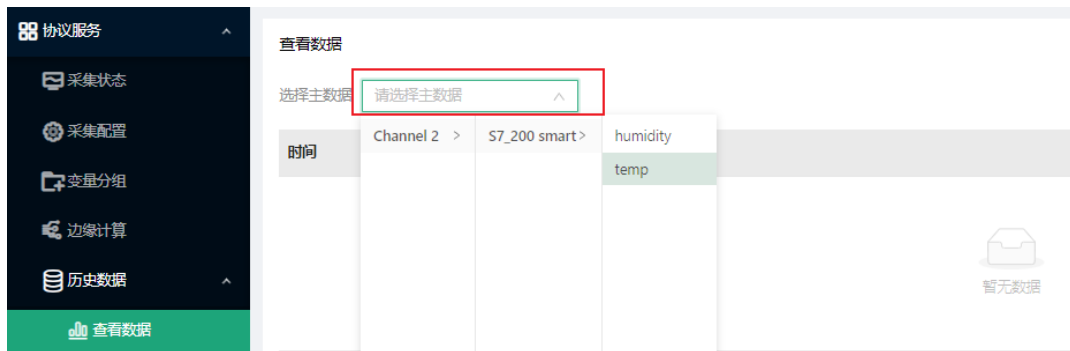 协议服务
采集状态
采集配置
变量分组
边缘计算
历史数据
查看数据
查看数据
选择主数据 请选择主数据
Channel 2 > S7_200 smart > humidity
temp
时间
暂无数据